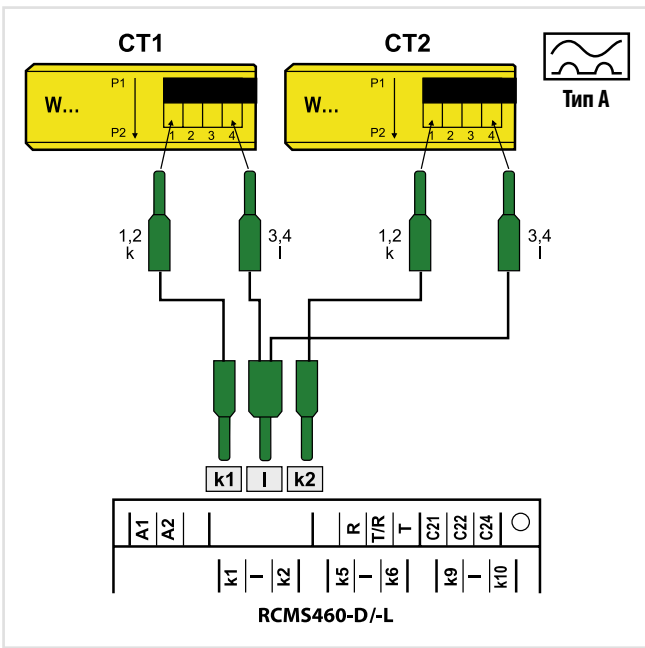 CT1
CT2
Тип A
W...
P1
P2
1 2 3 4
W...
P1
P2
1 2 3 4
1,2
k
3,4
l
1,2
k
3,4
l
k1 l k2
A1 A2 R T/R T C21 C22 C24
k1 l k2 k5 l k6 k9 l k10
RCMS460-D/-L